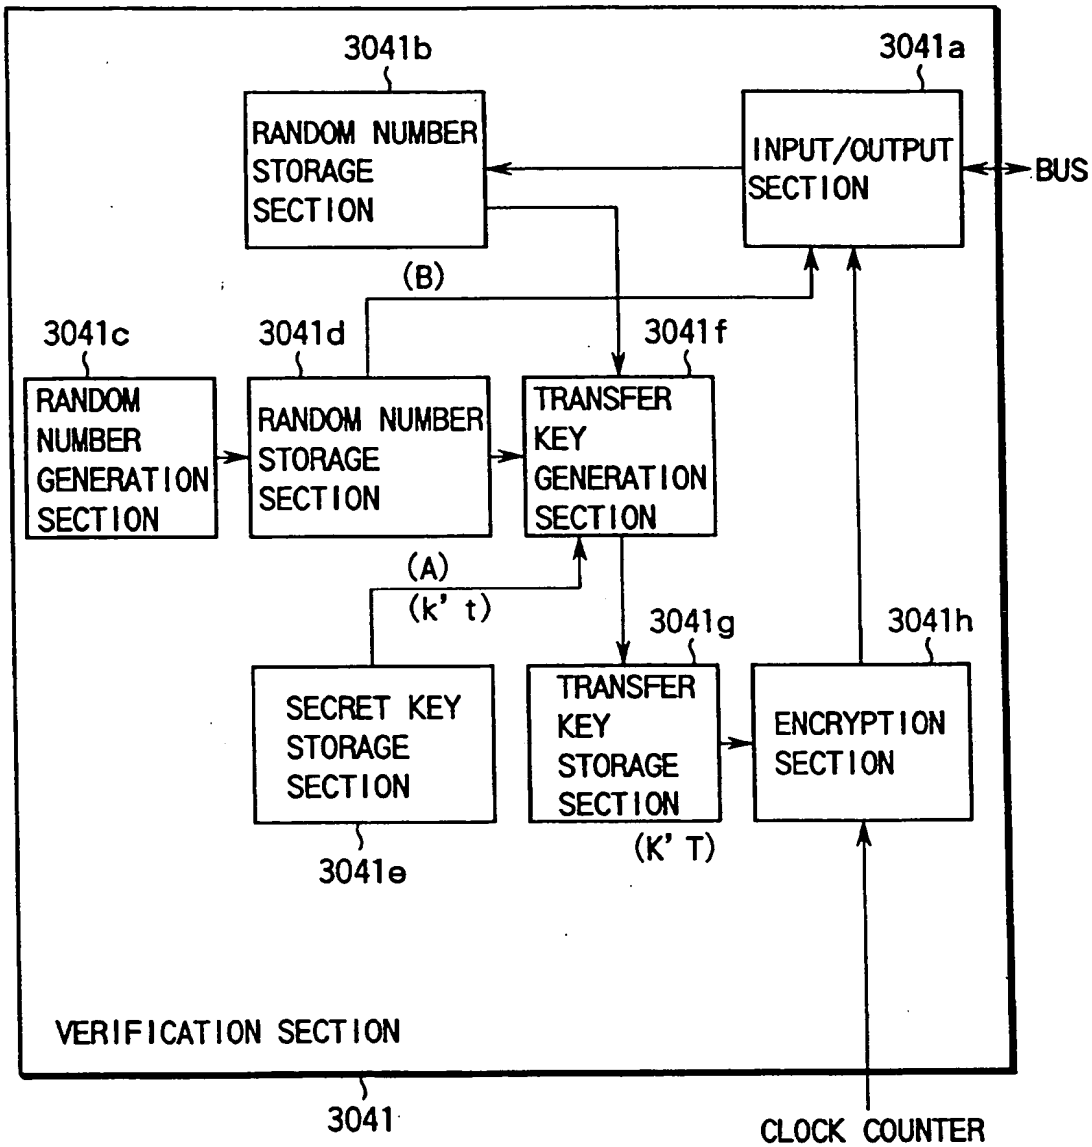 3041b
3041a
RANDOM NUMBER
STORAGE
SECTION
INPUT/OUTPUT
SECTION
BUS
(B)
3041c
3041d
3041f
RANDOM
NUMBER
GENERATION
SECTION
RANDOM NUMBER
STORAGE
SECTION
TRANSFER
KEY
GENERATION
SECTION
(A)
(k' t)
3041g
3041h
SECRET KEY
STORAGE
SECTION
TRANSFER
KEY
STORAGE
SECTION
ENCRYPTION
SECTION
3041e
(K' T)
VERIFICATION SECTION
3041
CLOCK COUNTER